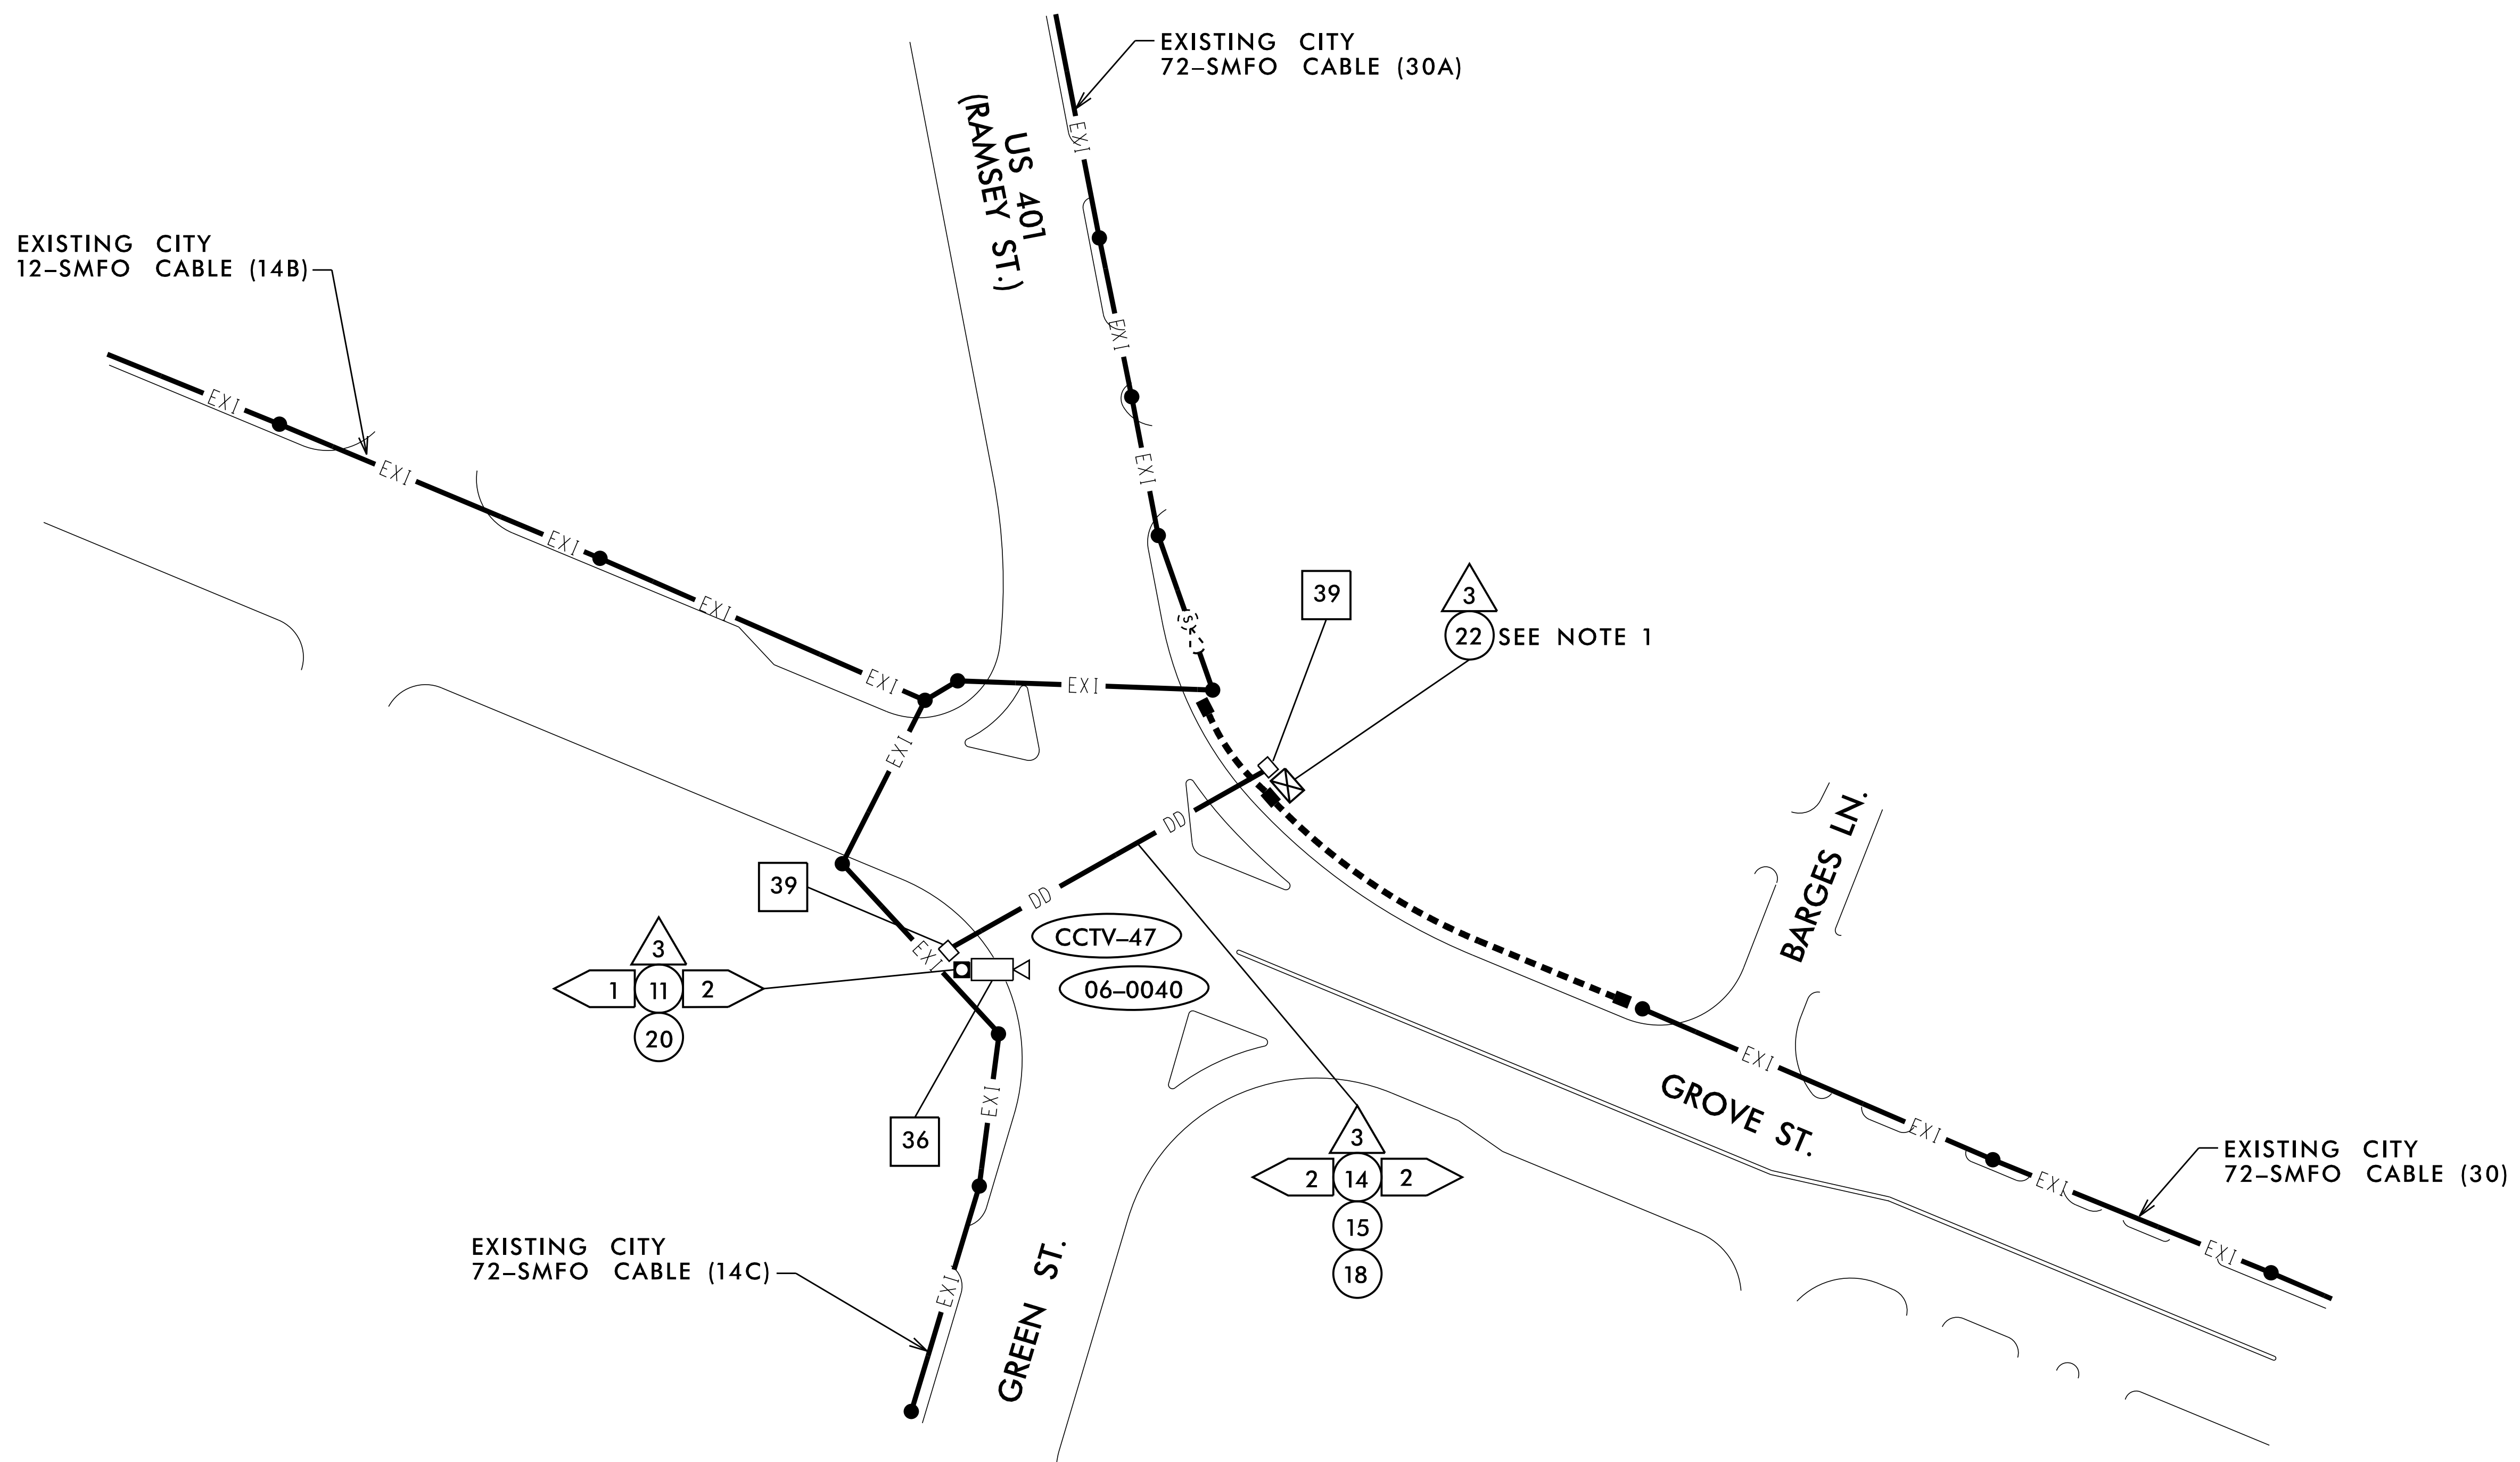 EXISTING CITY
72–SMFO CABLE (30A)
EXI
US 401
(RAMSEY ST.)
EXISTING CITY
12–SMFO CABLE (14B)
EXI
EXI
EXI
EXI
EXI
EXI
EXI
S
39
3
22 SEE NOTE 1
EXI
EXI
EXI
DD
DD
BARGES LN.
39
CCTV–47
3
1 11 2
20
EXI
06–0040
36
EXI
EXI
GROVE ST.
3
2 14 2
15
18
EXI
EXI
EXI
EXISTING CITY
72–SMFO CABLE (30)
EXISTING CITY
72–SMFO CABLE (14C)
EXI
GREEN ST.